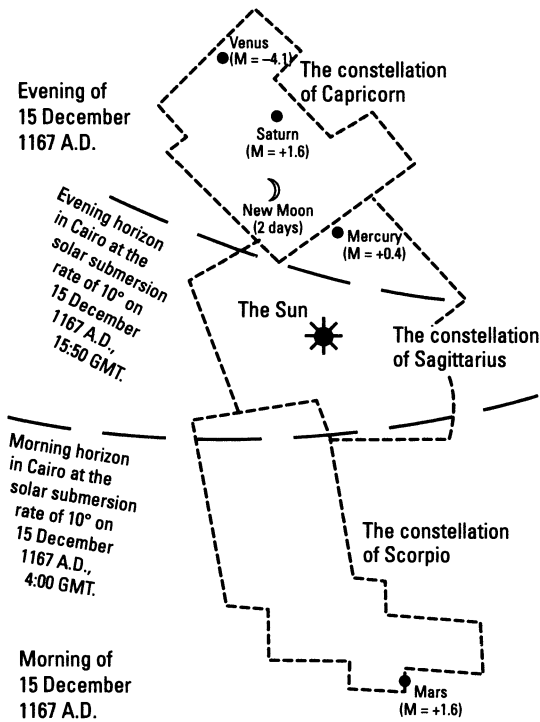 Venus
(M = –4.1)
The constellation
of Capricorn
Evening of
15 December
1167 A.D.
Saturn
(M = +1.6)
New Moon
(2 days)
Mercury
(M = +0.4)
Evening horizon
in Cairo at the
solar submersion
rate of 10° on
15 December
1167 A.D.,
15:50 GMT.
The Sun
The constellation
of Sagittarius
Morning horizon
in Cairo at the
solar submersion
rate of 10° on
15 December
1167 A.D.,
4:00 GMT.
The constellation
of Scorpio
Morning of
15 December
1167 A.D.
Mars
(M = +1.6)